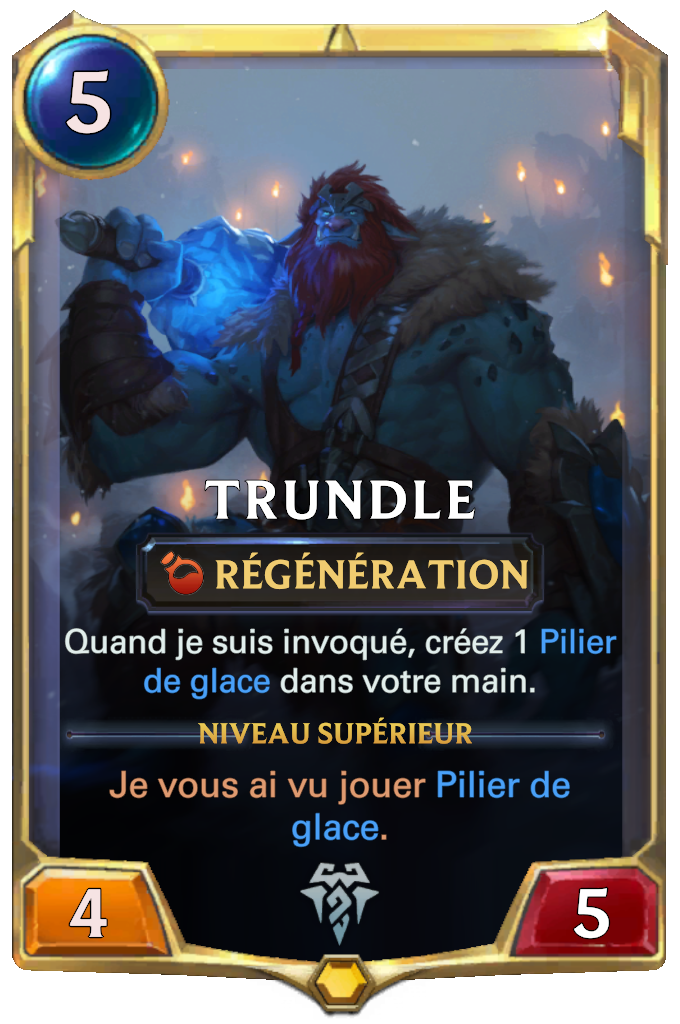 5
TRUNDLE
RÉGÉNÉRATION
Quand je suis invoqué, créez 1 Pilier
de glace dans votre main.
NIVEAU SUPÉRIEUR
Je vous ai vu jouer Pilier de
glace.
4
5